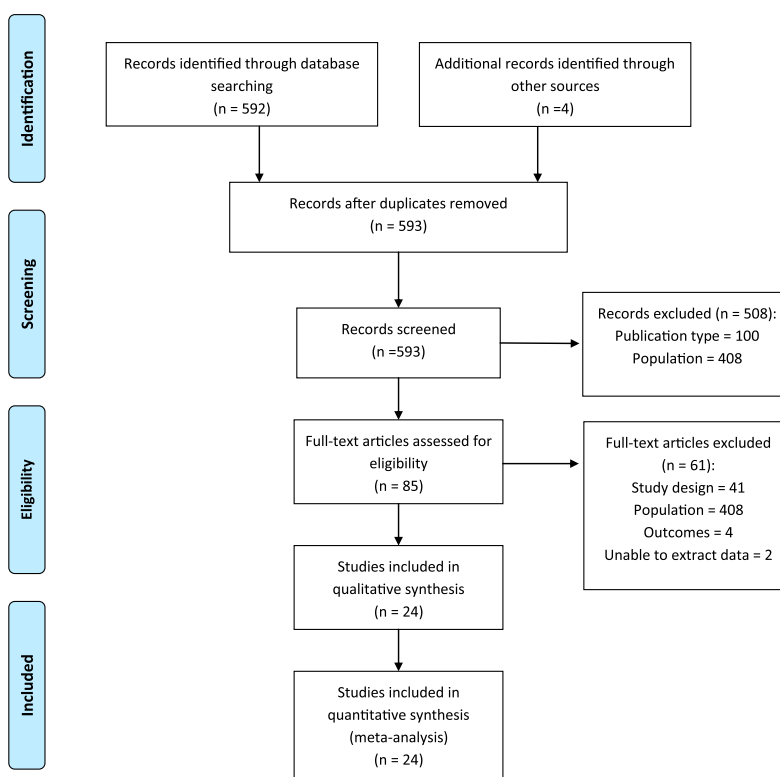 Identification
Records identified through database
searching
(n = 592)
Additional records identified through
other sources
(n =4)
Records after duplicates removed
(n = 593)
Screening
Records screened
(n =593)
Records excluded (n = 508):
Publication type = 100
Population = 408
Eligibility
Full-text articles assessed for
eligibility
(n = 85)
Full-text articles excluded
(n = 61):
Study design = 41
Population = 408
Outcomes = 4
Unable to extract data = 2
Studies included in
qualitative synthesis
(n = 24)
Included
Studies included in
quantitative synthesis
(meta-analysis)
(n = 24)